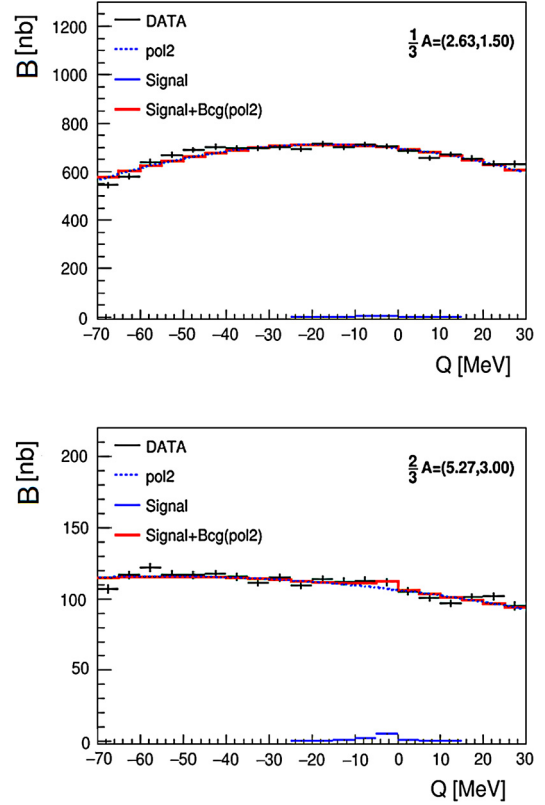 B [nb]
1200
1000
800
600
400
200
0
DATA
pol2
Signal
Signal+Bcg(pol2)
1/3 A=(2.63,1.50)
−70 −60 −50 −40 −30 −20 −10 0 10 20 30
Q [MeV]
B [nb]
200
150
100
50
0
DATA
pol2
Signal
Signal+Bcg(pol2)
2/3 A=(5.27,3.00)
−70 −60 −50 −40 −30 −20 −10 0 10 20 30
Q [MeV]